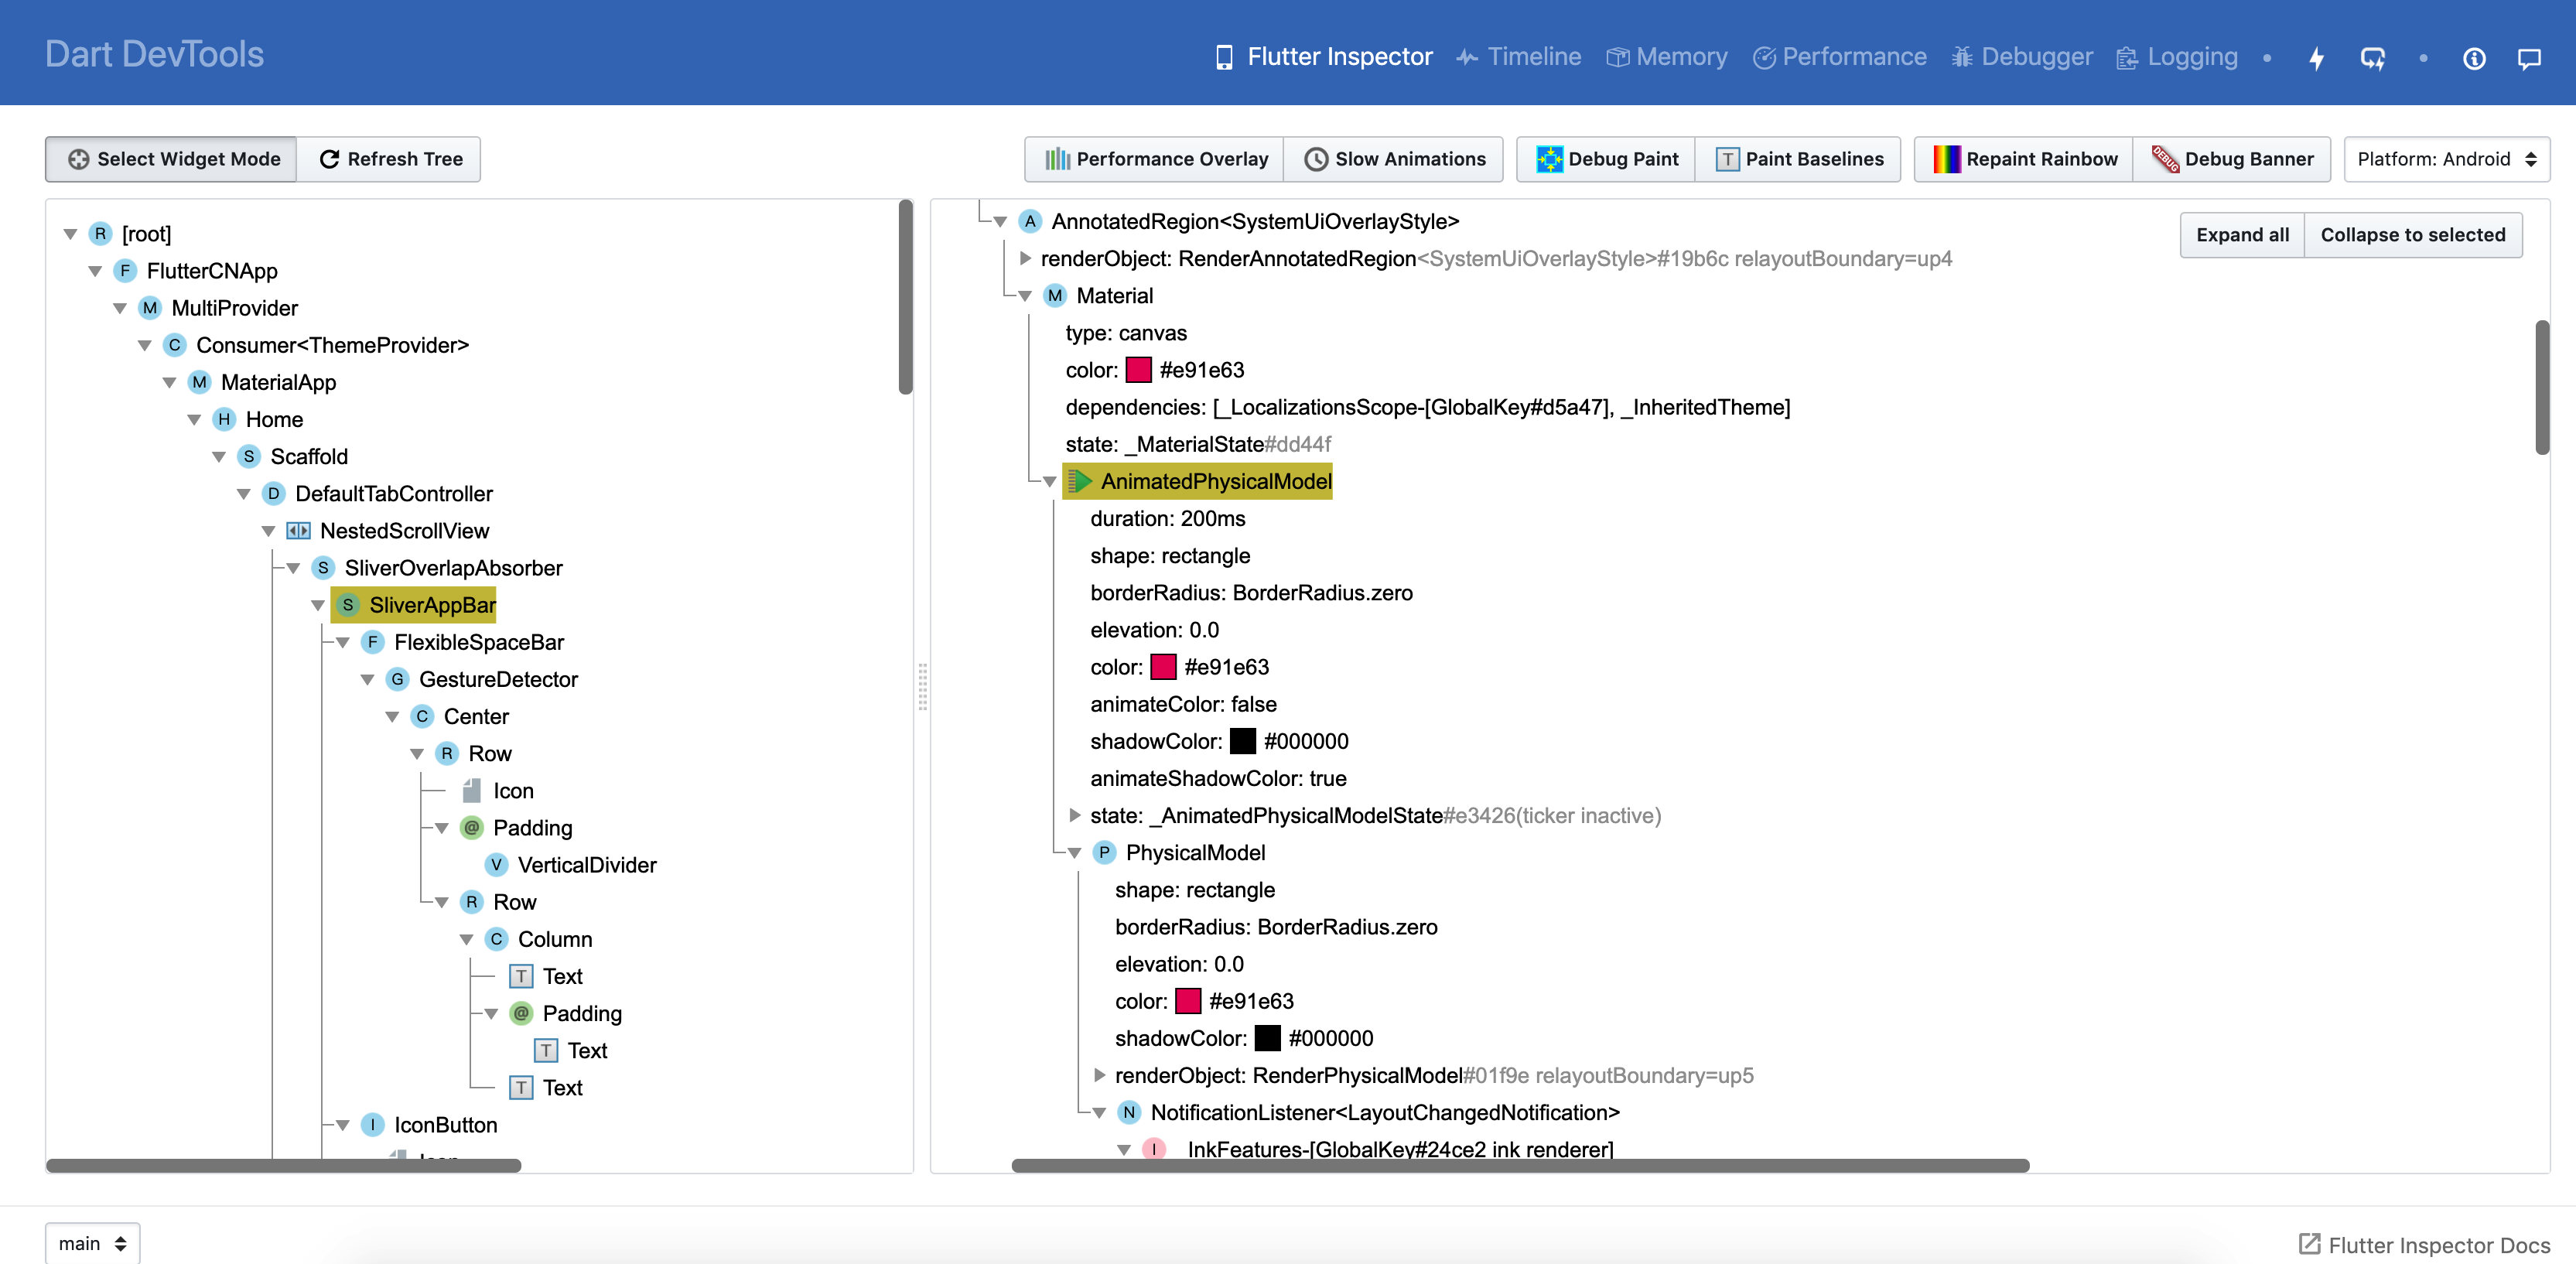 Dart DevTools
Flutter Inspector Timeline Memory Performance Debugger Logging
Select Widget Mode Refresh Tree Performance Overlay Slow Animations Debug Paint Paint Baselines Repaint Rainbow Debug Banner Platform: Android
R [root]
F FlutterCNApp
M MultiProvider
C Consumer<ThemeProvider>
M MaterialApp
H Home
S Scaffold
D DefaultTabController
NestedScrollView
S SliverOverlapAbsorber
S SliverAppBar
F FlexibleSpaceBar
G GestureDetector
C Center
R Row
Icon
@ Padding
V VerticalDivider
R Row
C Column
T Text
@ Padding
T Text
T Text
I IconButton
Icon
A AnnotatedRegion<SystemUiOverlayStyle>
Expand all Collapse to selected
renderObject: RenderAnnotatedRegion<SystemUiOverlayStyle>#19b6c relayoutBoundary=up4
M Material
type: canvas
color: #e91e63
dependencies: [_LocalizationsScope-[GlobalKey#d5a47], _InheritedTheme]
state: _MaterialState#dd44f
AnimatedPhysicalModel
duration: 200ms
shape: rectangle
borderRadius: BorderRadius.zero
elevation: 0.0
color: #e91e63
animateColor: false
shadowColor: #000000
animateShadowColor: true
state: _AnimatedPhysicalModelState#e3426(ticker inactive)
P PhysicalModel
shape: rectangle
borderRadius: BorderRadius.zero
elevation: 0.0
color: #e91e63
shadowColor: #000000
renderObject: RenderPhysicalModel#01f9e relayoutBoundary=up5
N NotificationListener<LayoutChangedNotification>
I InkFeatures-[GlobalKey#24ce2 ink renderer]
main
Flutter Inspector Docs